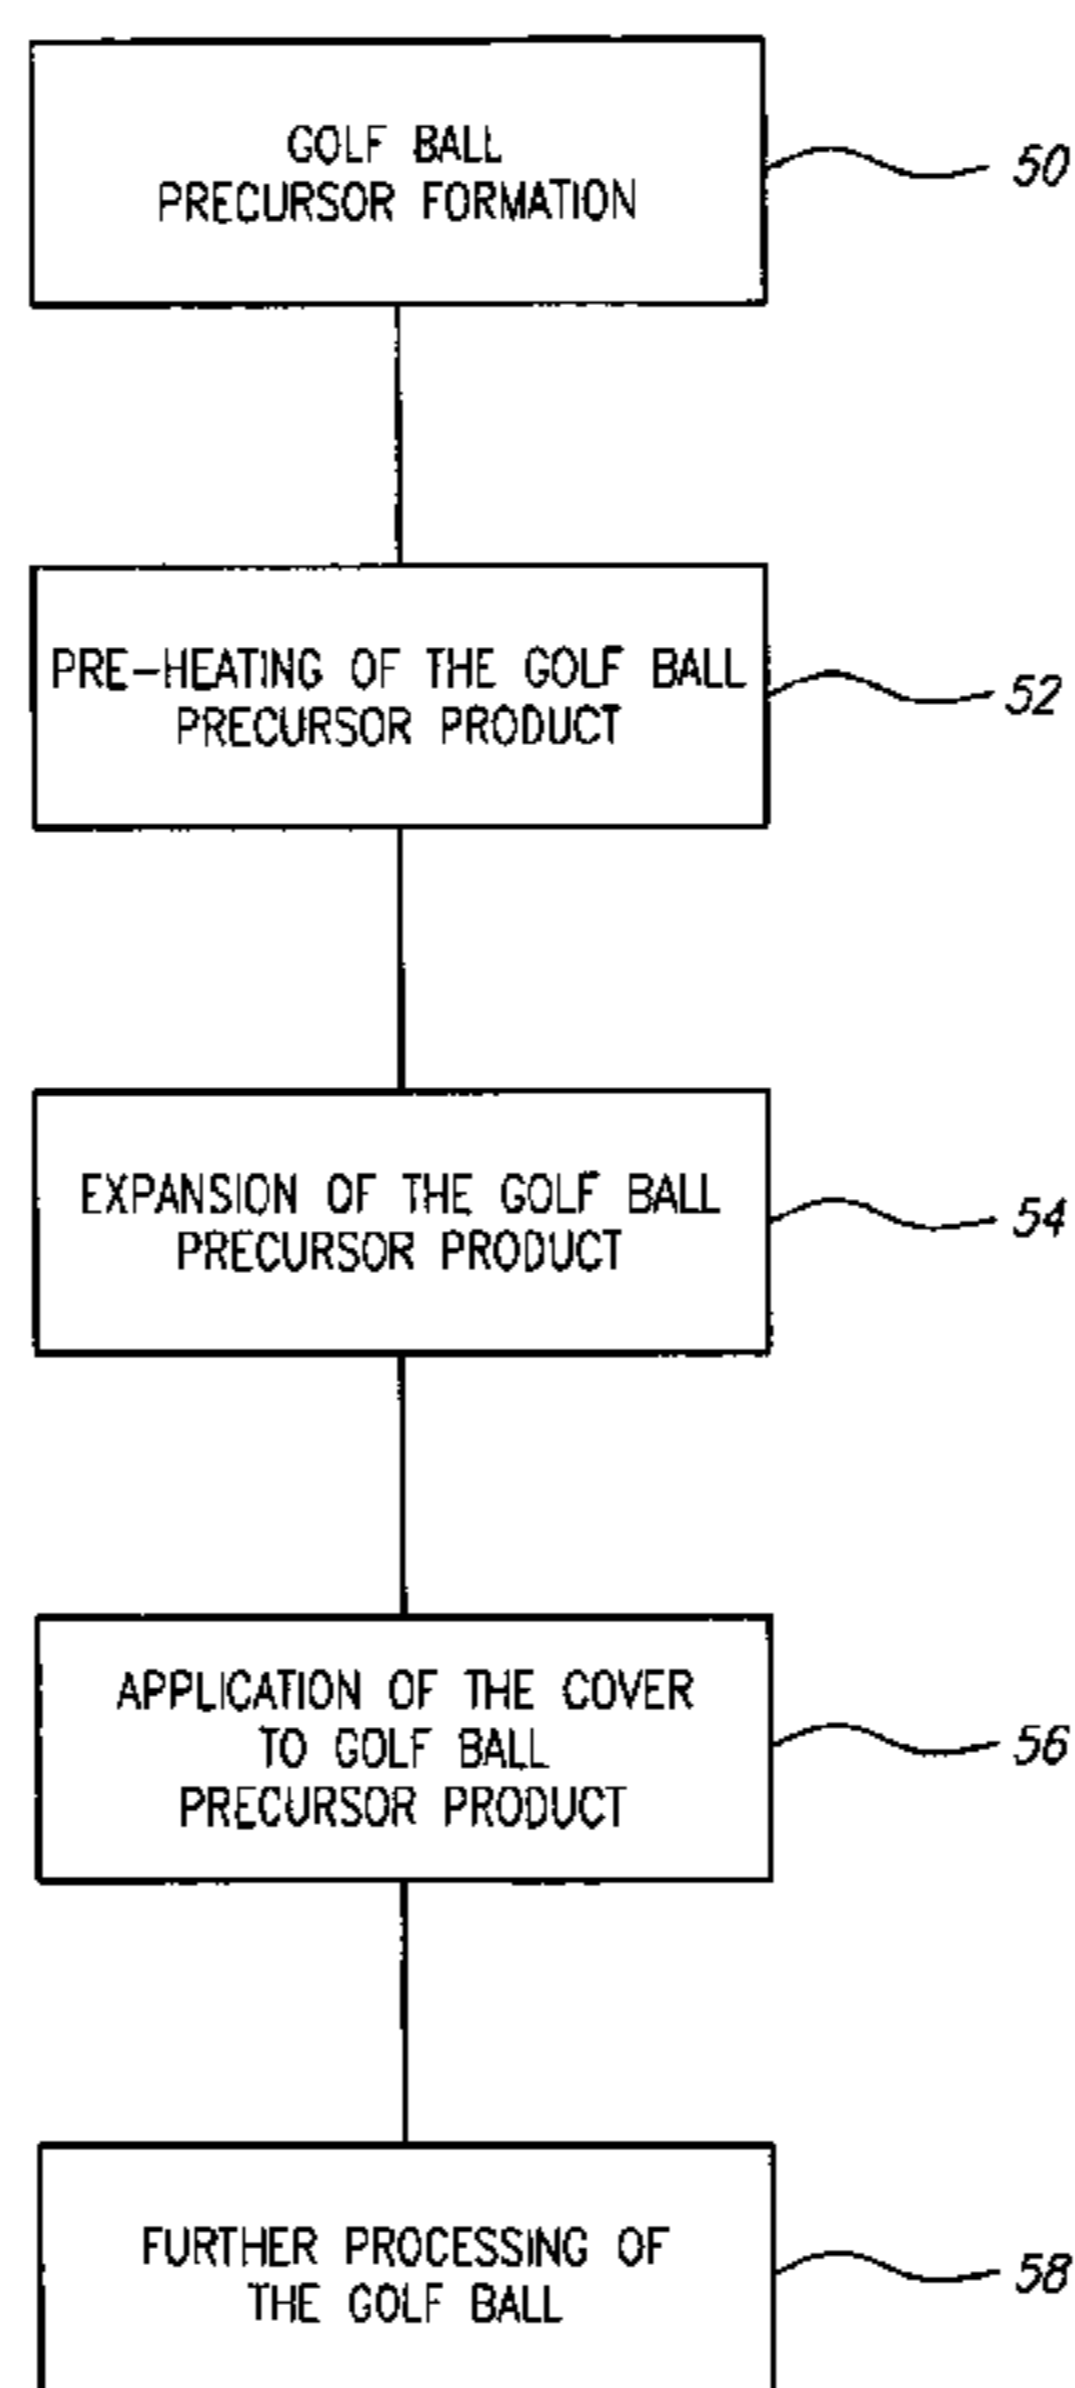 GOLF BALL
PRECURSOR FORMATION
50
PRE-HEATING OF THE GOLF BALL
PRECURSOR PRODUCT
52
EXPANSION OF THE GOLF BALL
PRECURSOR PRODUCT
54
APPLICATION OF THE COVER
TO GOLF BALL
PRECURSOR PRODUCT
56
FURTHER PROCESSING OF
THE GOLF BALL
58